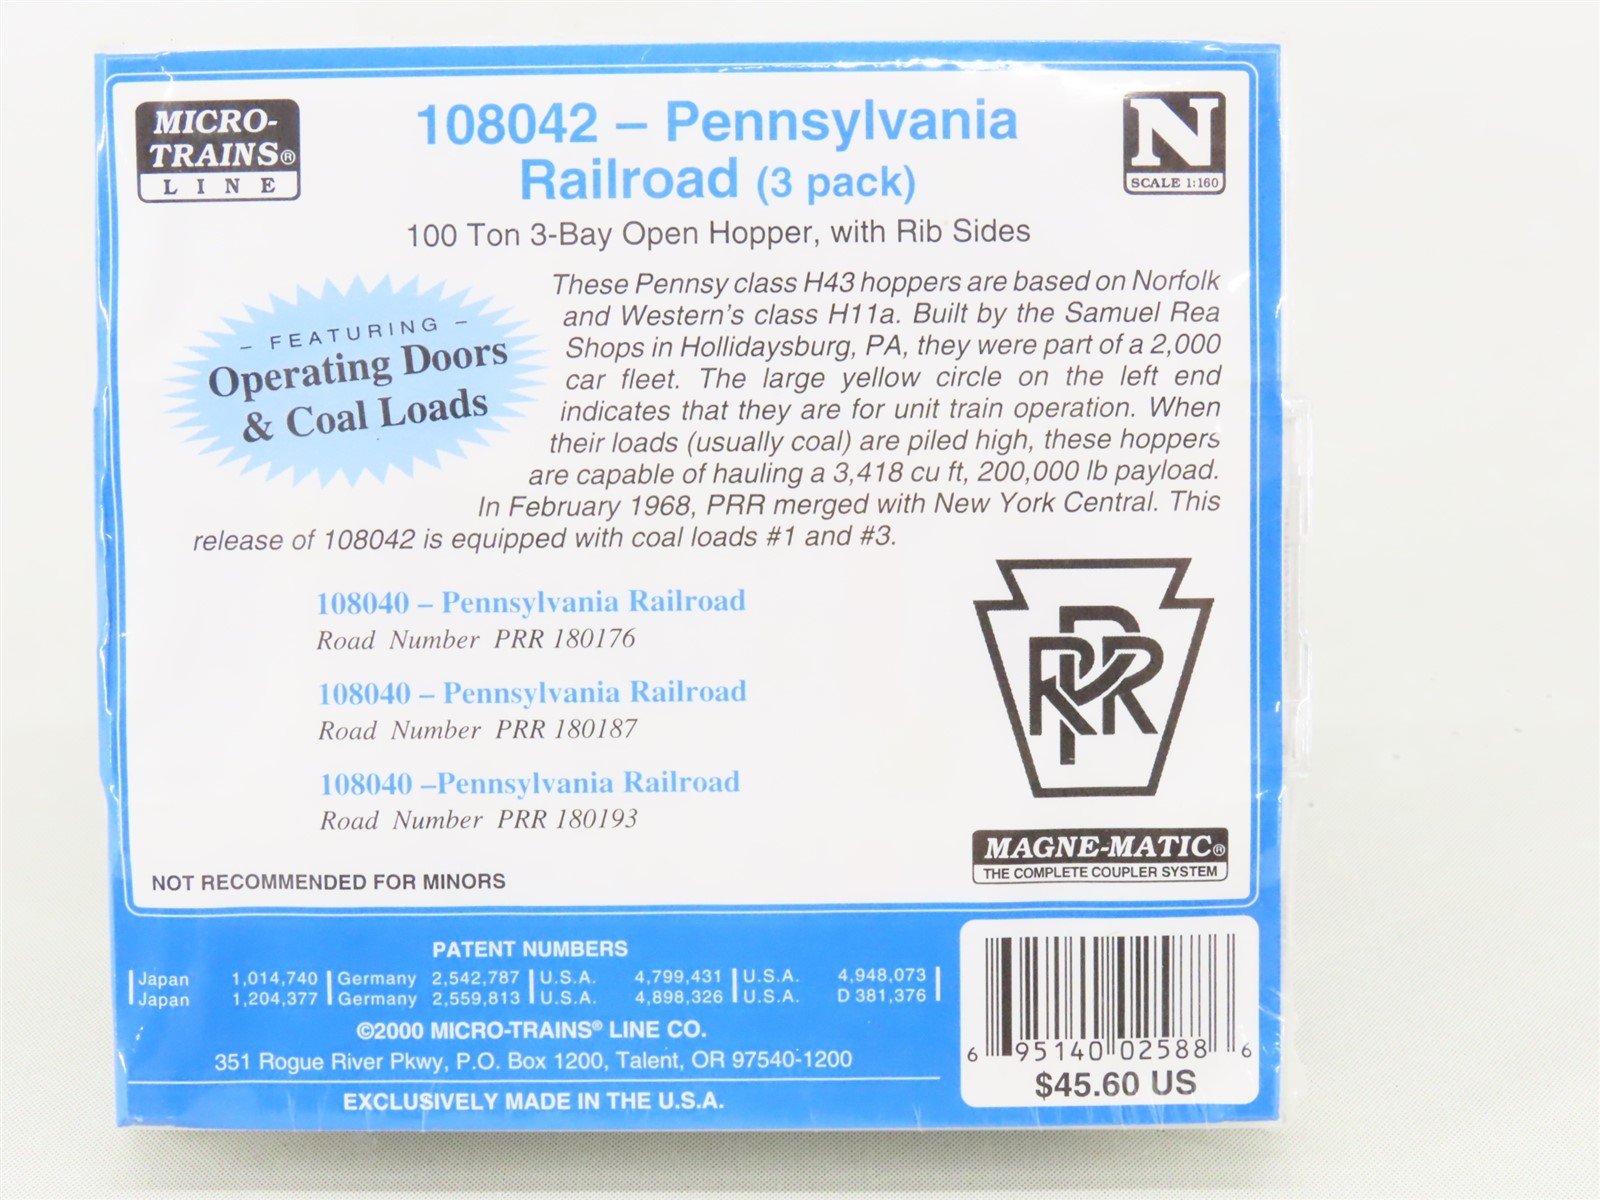 MICRO-
TRAINS®
LINE
108042 – Pennsylvania
Railroad (3 pack)
N
SCALE 1:160
100 Ton 3-Bay Open Hopper, with Rib Sides
– FEATURING –
Operating Doors
& Coal Loads
These Pennsy class H43 hoppers are based on Norfolk
and Western's class H11a. Built by the Samuel Rea
Shops in Hollidaysburg, PA, they were part of a 2,000
car fleet. The large yellow circle on the left end
indicates that they are for unit train operation. When
their loads (usually coal) are piled high, these hoppers
are capable of hauling a 3,418 cu ft, 200,000 lb payload.
In February 1968, PRR merged with New York Central. This
release of 108042 is equipped with coal loads #1 and #3.
108040 – Pennsylvania Railroad
Road Number PRR 180176
108040 – Pennsylvania Railroad
Road Number PRR 180187
108040 –Pennsylvania Railroad
Road Number PRR 180193
PRR
MAGNE-MATIC®
THE COMPLETE COUPLER SYSTEM
NOT RECOMMENDED FOR MINORS
PATENT NUMBERS
Japan 1,014,740 Germany 2,542,787 U.S.A. 4,799,431 U.S.A. 4,948,073
Japan 1,204,377 Germany 2,559,813 U.S.A. 4,898,326 U.S.A. D 381,376
©2000 MICRO-TRAINS® LINE CO.
351 Rogue River Pkwy, P.O. Box 1200, Talent, OR 97540-1200
EXCLUSIVELY MADE IN THE U.S.A.
6 95140 02588 6
$45.60 US